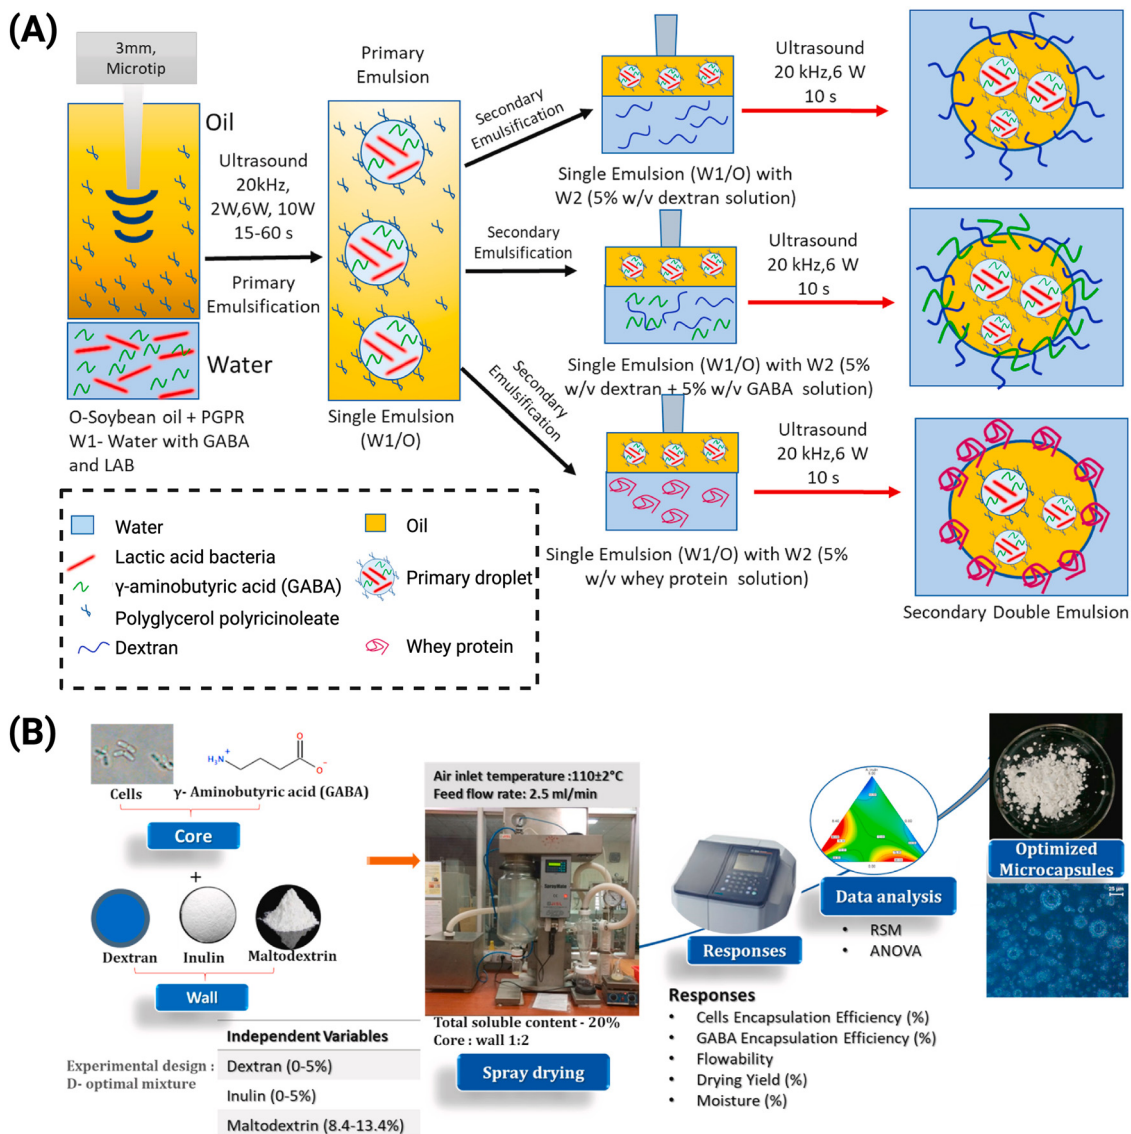 (A)
3mm,
Microtip
Oil
Ultrasound
20kHz,
2W,6W, 10W
15-60 s
Primary
Emulsification
Water
O-Soybean oil + PGPR
W1- Water with GABA
and LAB
Primary
Emulsion
Single Emulsion
(W1/O)
Secondary
Emulsification
Single Emulsion (W1/O) with
W2 (5% w/v dextran solution)
Ultrasound
20 kHz,6 W
10 s
Secondary
Emulsification
Single Emulsion (W1/O) with W2 (5%
w/v dextran + 5% w/v GABA solution)
Ultrasound
20 kHz,6 W
10 s
Secondary
Emulsification
Single Emulsion (W1/O) with W2 (5%
w/v whey protein solution)
Ultrasound
20 kHz,6 W
10 s
Secondary Double Emulsion
Water
Lactic acid bacteria
γ-aminobutyric acid (GABA)
Polyglycerol polyricinoleate
Dextran
Oil
Primary droplet
Whey protein
(B)
Cells
H₃N⁺
O
O⁻
γ- Aminobutyric acid (GABA)
Core
+
Dextran
Inulin
Maltodextrin
Wall
Experimental design :
D- optimal mixture
Independent Variables
Dextran (0-5%)
Inulin (0-5%)
Maltodextrin (8.4-13.4%)
Air inlet temperature :110±2°C
Feed flow rate: 2.5 ml/min
Total soluble content - 20%
Core : wall 1:2
Spray drying
Responses
Responses
• Cells Encapsulation Efficiency (%)
• GABA Encapsulation Efficiency (%)
• Flowability
• Drying Yield (%)
• Moisture (%)
Data analysis
• RSM
• ANOVA
Optimized
Microcapsules
25 µm